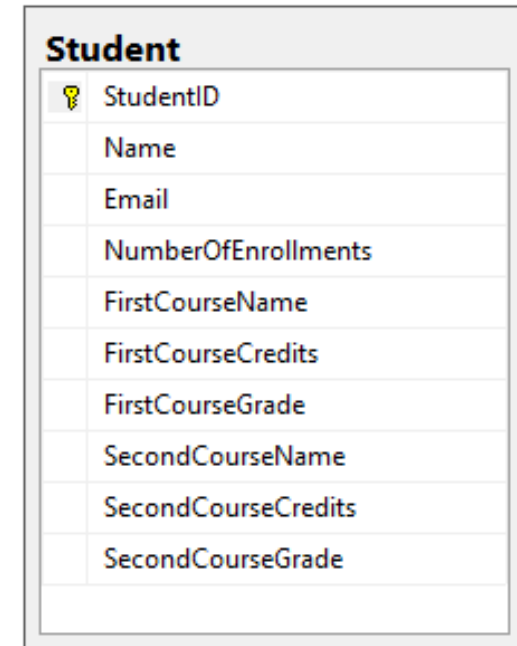 Student
StudentID
Name
Email
NumberOfEnrollments
FirstCourseName
FirstCourseCredits
FirstCourseGrade
SecondCourseName
SecondCourseCredits
SecondCourseGrade